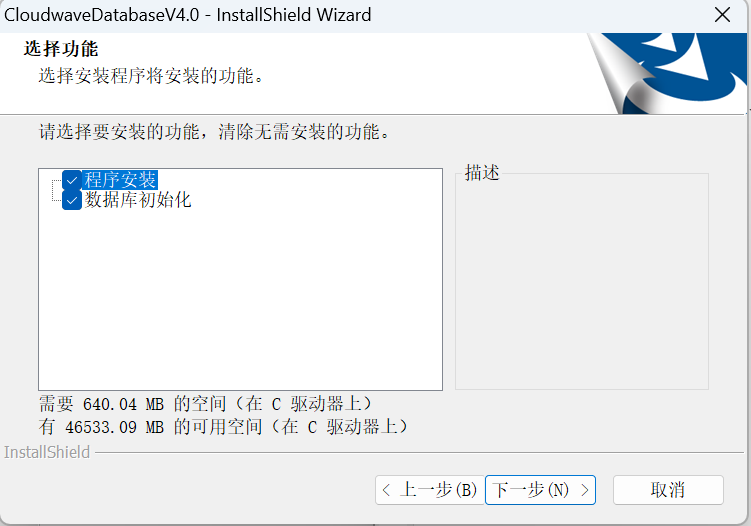 CloudwaveDatabaseV4.0 - InstallShield Wizard
选择功能
选择安装程序将安装的功能。
请选择要安装的功能，清除无需安装的功能。
程序安装
数据库初始化
描述
需要 640.04 MB 的空间（在 C 驱动器上）
有 46533.09 MB 的可用空间（在 C 驱动器上）
InstallShield
< 上一步(B)
下一步(N) >
取消